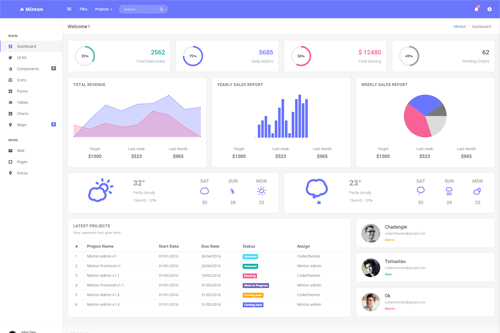 Minton
Files
Projects
Search...
Welcome !
Minton
Dashboard
MAIN
Dashboard
UI Kit
Components
Icons
Forms
Tables
Charts
Maps
MORE
Mail
Pages
Extras
2562
Total Sales today
5685
Daily visitors
$ 12480
Total Earning
62
Pending Orders
TOTAL REVENUE
Target Last week Last Month
$1000 $523 $965
YEARLY SALES REPORT
Target Last week Last Month
$1000 $523 $965
WEEKLY SALES REPORT
Target Last week Last Month
$1000 $523 $965
32°
Partly cloudy
SAT SUN MON
30 28 33
23°
Partly cloudy
SAT SUN MON
30 28 33
LATEST PROJECTS
# Project Name Start Date Due Date Status Assign
1 Minton Admin v1 01/01/2016 26/04/2016 Released Coderthemes
2 Minton Frontend v1 01/01/2016 26/04/2016 Released Minton admin
3 Minton Admin v1.1 01/05/2016 10/05/2016 Pending Coderthemes
4 Minton Frontend v1.1 01/01/2016 31/05/2016 Work in Progress Minton admin
5 Minton Admin v1.3 01/01/2016 31/05/2016 Coming soon Coderthemes
6 Minton Admin v1.3 01/01/2016 31/05/2016 Coming soon Minton admin
Chadengle
coderthemes@gmail.com
Tomaslau
coderthemes@gmail.com
Ok
coderthemes@gmail.com